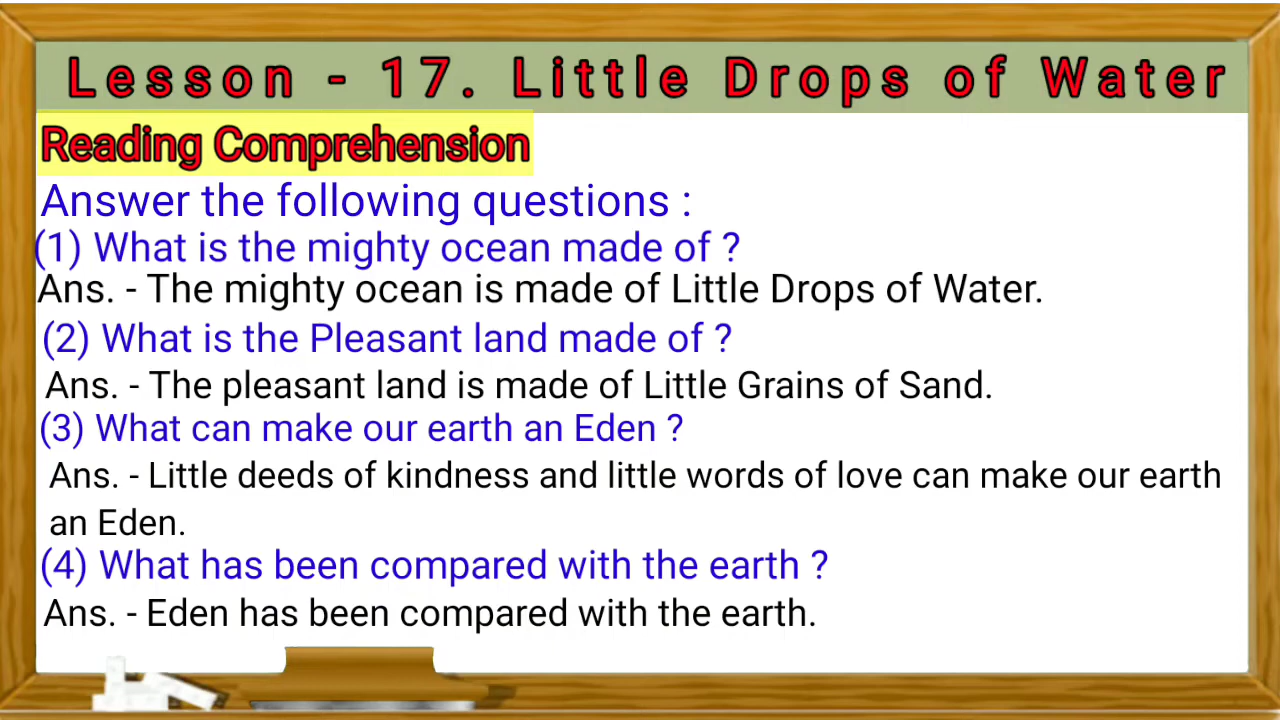 Lesson - 17. Little Drops of Water
Reading Comprehension
Answer the following questions :
(1) What is the mighty ocean made of ?
Ans. - The mighty ocean is made of Little Drops of Water.
(2) What is the Pleasant land made of ?
Ans. - The pleasant land is made of Little Grains of Sand.
(3) What can make our earth an Eden ?
Ans. - Little deeds of kindness and little words of love can make our earth
an Eden.
(4) What has been compared with the earth ?
Ans. - Eden has been compared with the earth.